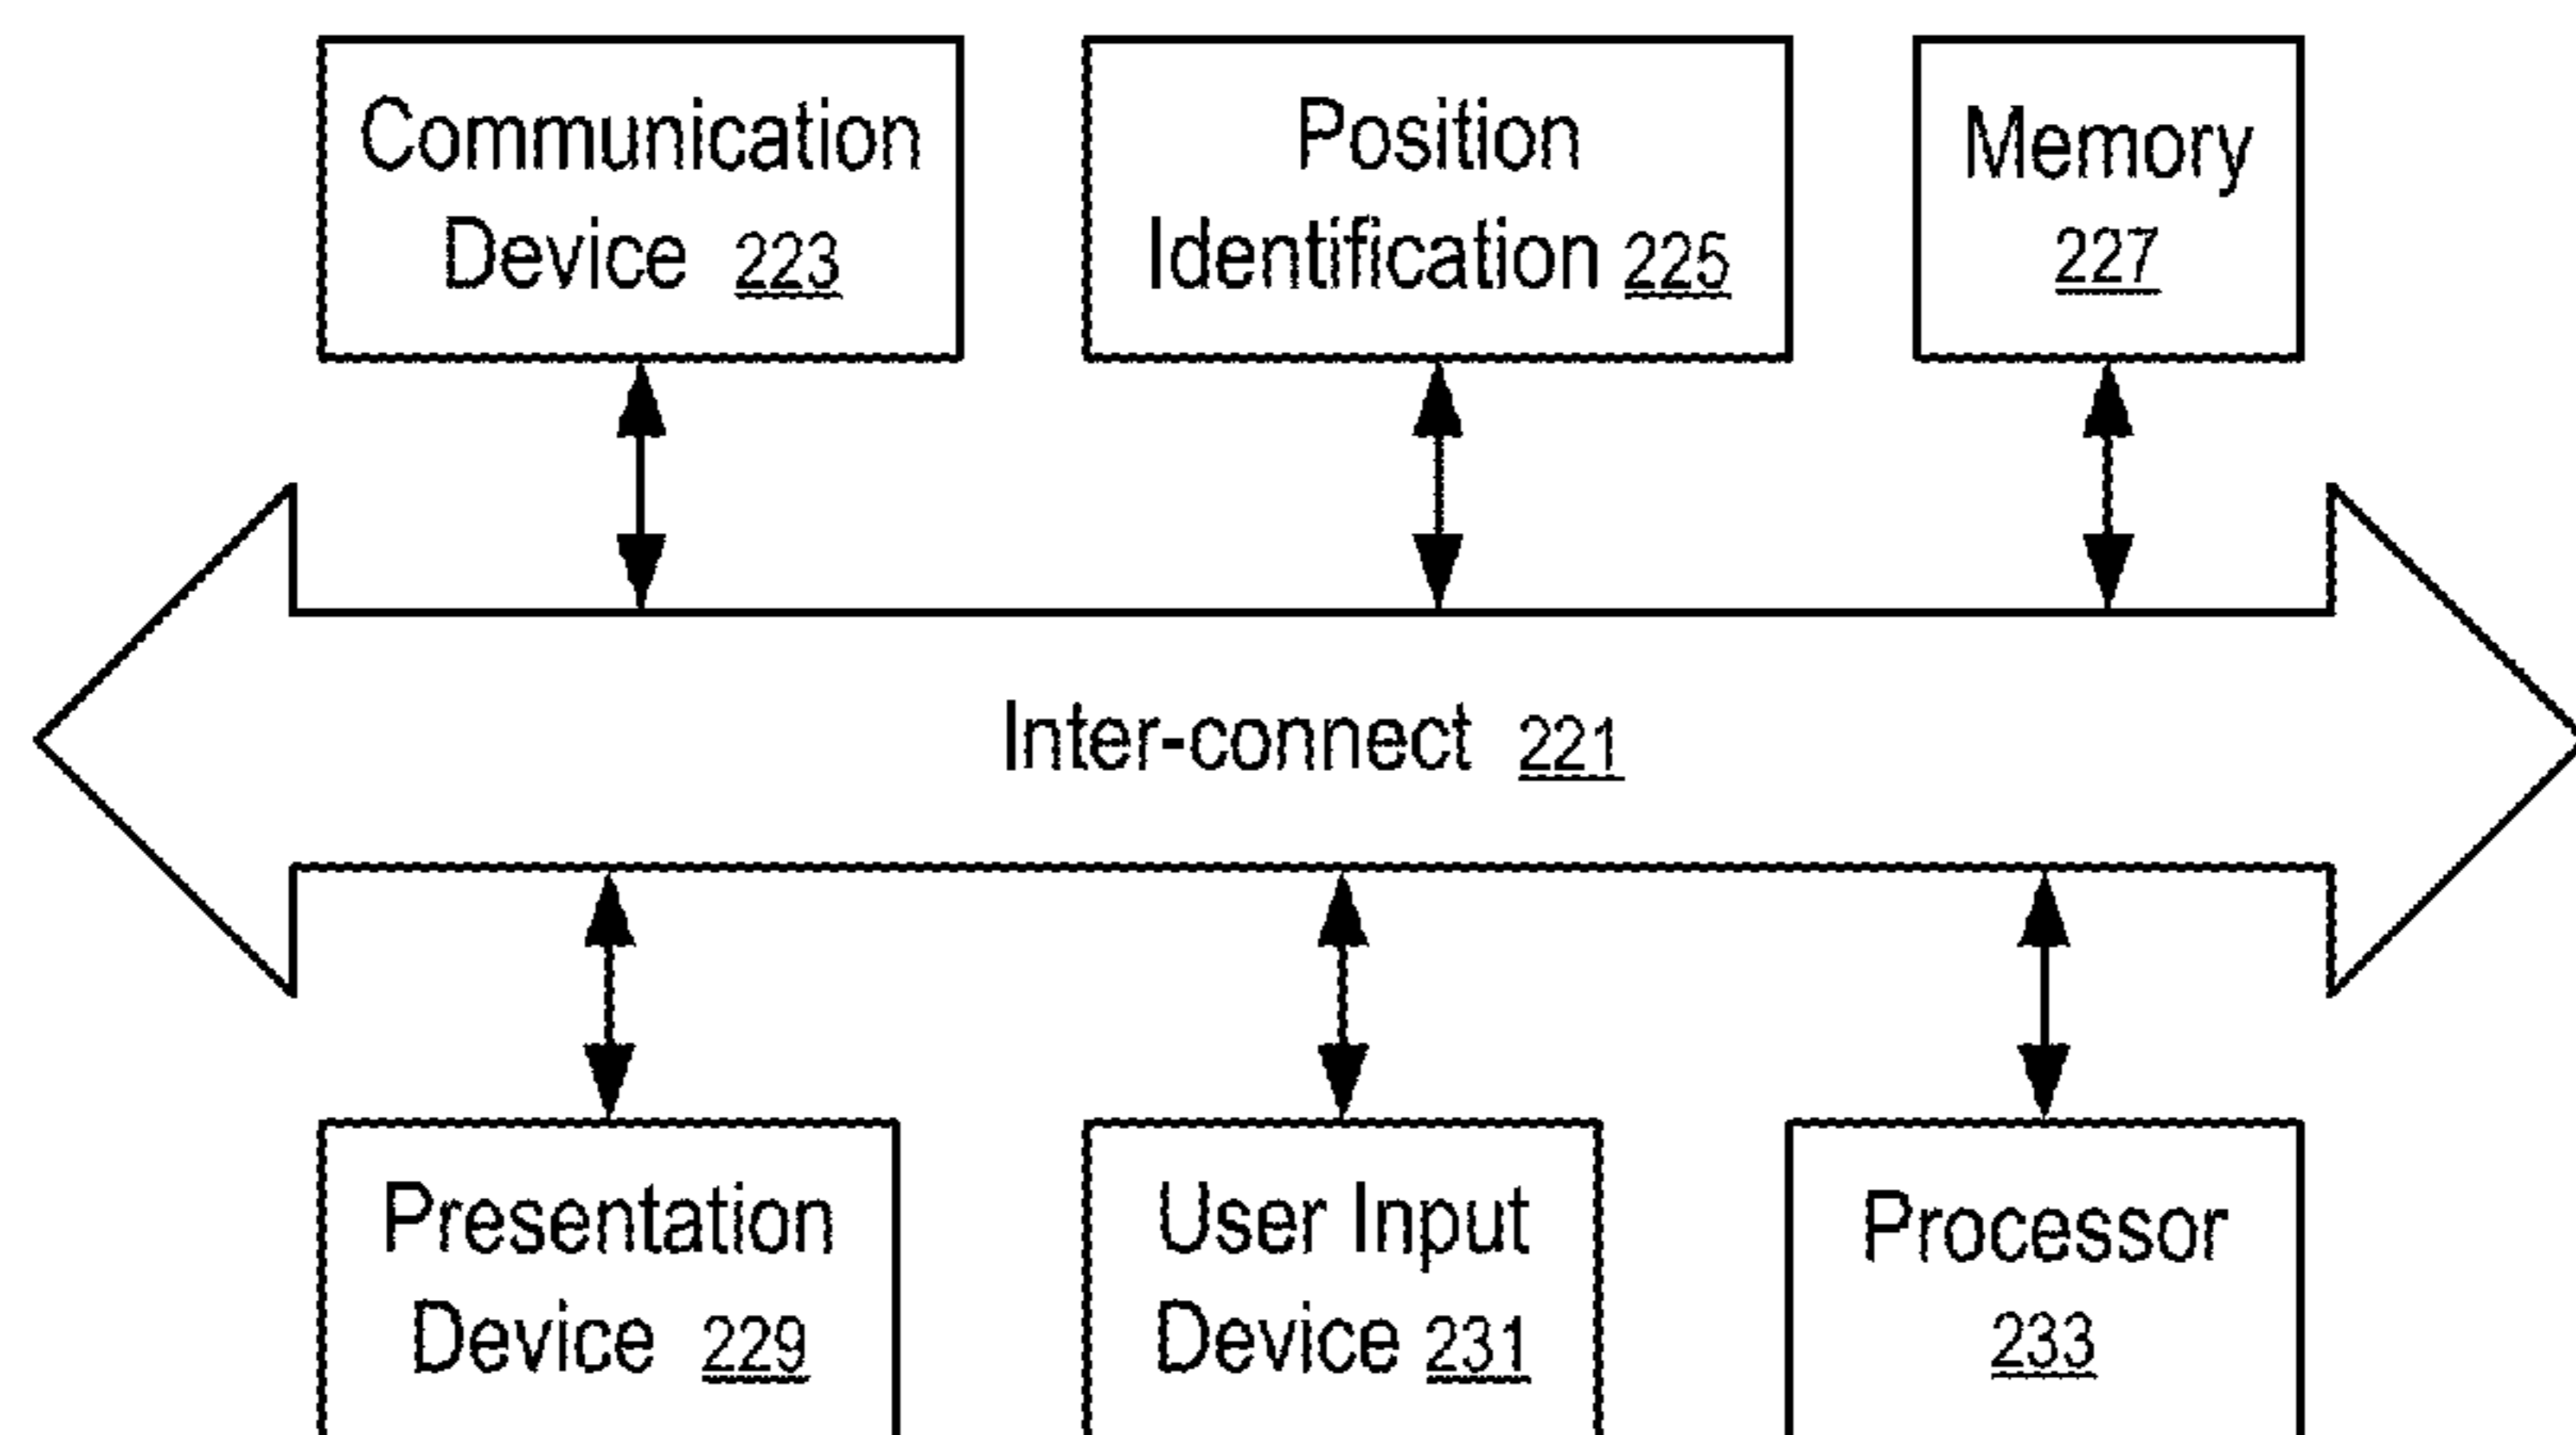 Communication
Device 223
Position
Identification 225
Memory
227
Inter-connect 221
Presentation
Device 229
User Input
Device 231
Processor
233